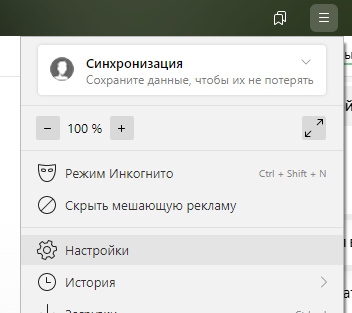 Синхронизация
Сохраните данные, чтобы их не потерять
− 100 % +
Режим Инкогнито Ctrl + Shift + N
Скрыть мешающую рекламу
Настройки
История